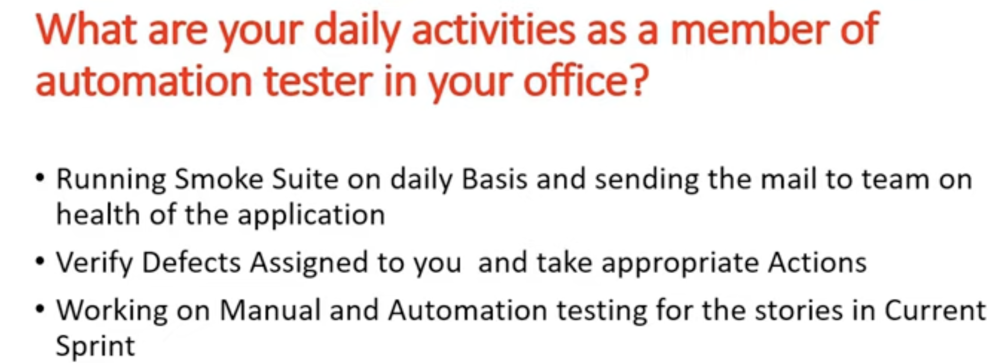 What are your daily activities as a member of
automation tester in your office?
• Running Smoke Suite on daily Basis and sending the mail to team on
health of the application
• Verify Defects Assigned to you  and take appropriate Actions
• Working on Manual and Automation testing for the stories in Current
Sprint